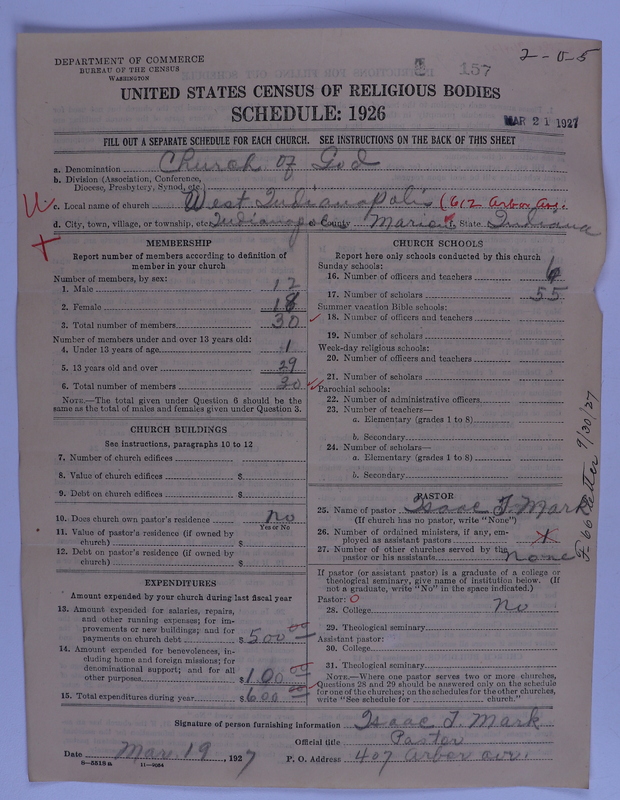 DEPARTMENT OF COMMERCE
BUREAU OF THE CENSUS
WASHINGTON
157
2-0-5
UNITED STATES CENSUS OF RELIGIOUS BODIES
SCHEDULE: 1926
MAR 21 1927
FILL OUT A SEPARATE SCHEDULE FOR EACH CHURCH. SEE INSTRUCTIONS ON THE BACK OF THIS SHEET
a. Denomination Church of God
b. Division (Association, Conference, Diocese, Presbytery, Synod, etc.)
c. Local name of church West Indianapolis (612 Arbor Av.
d. City, town, village, or township, etc. Indianapolis County Marion State Indiana
MEMBERSHIP
Report number of members according to definition of member in your church
Number of members, by sex:
1. Male 12
2. Female 18
3. Total number of members 30
Number of members under and over 13 years old:
4. Under 13 years of age 1
5. 13 years old and over 29
6. Total number of members 30
NOTE.—The total given under Question 6 should be the same as the total of males and females given under Question 3.
CHURCH BUILDINGS
See instructions, paragraphs 10 to 12
7. Number of church edifices
8. Value of church edifices $
9. Debt on church edifices $
10. Does church own pastor's residence No
Yes or No
11. Value of pastor's residence (if owned by church) $
12. Debt on pastor's residence (if owned by church) $
EXPENDITURES
Amount expended by your church during last fiscal year
13. Amount expended for salaries, repairs, and other running expenses; for improvements or new buildings; and for payments on church debt $500 00
14. Amount expended for benevolences, including home and foreign missions; for denominational support; and for all other purposes $100 00
15. Total expenditures during year $600 00
CHURCH SCHOOLS
Report here only schools conducted by this church
Sunday schools:
16. Number of officers and teachers 6
17. Number of scholars 55
Summer vacation Bible schools:
18. Number of officers and teachers
19. Number of scholars
Week-day religious schools:
20. Number of officers and teachers
21. Number of scholars
Parochial schools:
22. Number of administrative officers
23. Number of teachers—
a. Elementary (grades 1 to 8)
b. Secondary
24. Number of scholars—
a. Elementary (grades 1 to 8)
b. Secondary
PASTOR
25. Name of pastor Isaac T Mark
(If church has no pastor, write "None")
26. Number of ordained ministers, if any, employed as assistant pastors X
27. Number of other churches served by the pastor or his assistants none
If pastor (or assistant pastor) is a graduate of a college or theological seminary, give name of institution below. (If not a graduate, write "No" in the space indicated.)
Pastor: O
28. College No
29. Theological seminary
Assistant pastor:
30. College
31. Theological seminary
NOTE.—Where one pastor serves two or more churches, Questions 28 and 29 should be answered only on the schedule for one of the churches; on the schedules for the other churches, write "See schedule for church."
F-66 letter 9/30/27
Signature of person furnishing information Isaac T Mark
Official title Pastor
Date Mar. 19, 1927 P. O. Address 407 Arbor av.
8-5518a 11-9054